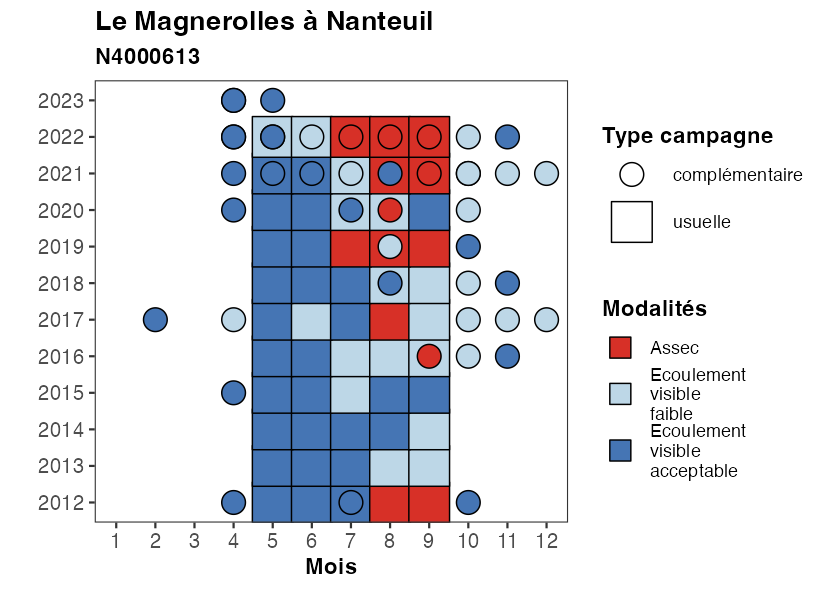 Le Magnerolles à Nanteuil
N4000613
2023
2022
2021
2020
2019
2018
2017
2016
2015
2014
2013
2012
1 2 3 4 5 6 7 8 9 10 11 12
Mois
Type campagne
complémentaire
usuelle
Modalités
Assec
Ecoulement
visible
faible
Ecoulement
visible
acceptable